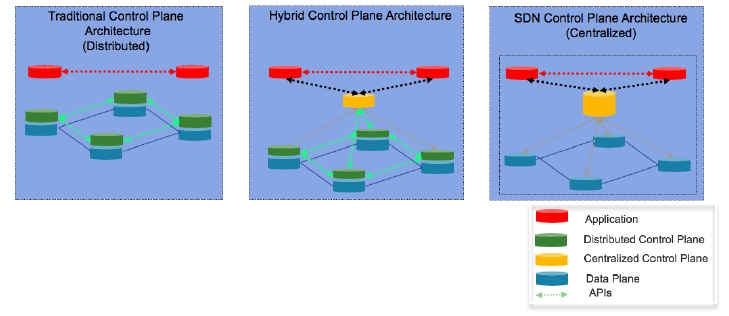 Traditional Control Plane
Architecture
(Distributed)
Hybrid Control Plane Architecture
SDN Control Plane Architecture
(Centralized)
Application
Distributed Control Plane
Centralized Control Plane
Data Plane
APIs